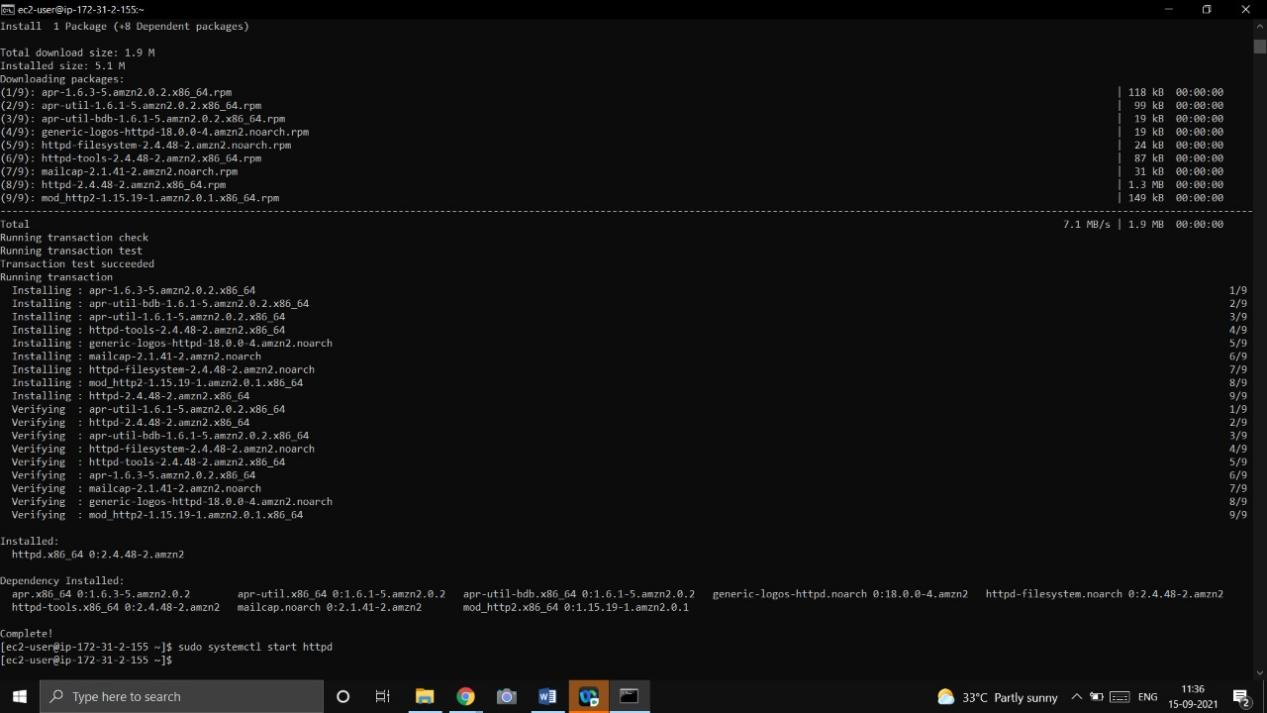 ec2-user@ip-172-31-2-155:~
Install  1 Package (+8 Dependent packages)
Total download size: 1.9 M
Installed size: 5.1 M
Downloading packages:
(1/9): apr-1.6.3-5.amzn2.0.2.x86_64.rpm | 118 kB  00:00:00
(2/9): apr-util-1.6.1-5.amzn2.0.2.x86_64.rpm | 99 kB  00:00:00
(3/9): apr-util-bdb-1.6.1-5.amzn2.0.2.x86_64.rpm | 19 kB  00:00:00
(4/9): generic-logos-httpd-18.0.0-4.amzn2.noarch.rpm | 19 kB  00:00:00
(5/9): httpd-filesystem-2.4.48-2.amzn2.noarch.rpm | 24 kB  00:00:00
(6/9): httpd-tools-2.4.48-2.amzn2.x86_64.rpm | 87 kB  00:00:00
(7/9): mailcap-2.1.41-2.amzn2.noarch.rpm | 31 kB  00:00:00
(8/9): httpd-2.4.48-2.amzn2.x86_64.rpm | 1.3 MB  00:00:00
(9/9): mod_http2-1.15.19-1.amzn2.0.1.x86_64.rpm | 149 kB  00:00:00
Total 7.1 MB/s | 1.9 MB  00:00:00
Running transaction check
Running transaction test
Transaction test succeeded
Running transaction
Installing : apr-1.6.3-5.amzn2.0.2.x86_64 1/9
Installing : apr-util-bdb-1.6.1-5.amzn2.0.2.x86_64 2/9
Installing : apr-util-1.6.1-5.amzn2.0.2.x86_64 3/9
Installing : httpd-tools-2.4.48-2.amzn2.x86_64 4/9
Installing : generic-logos-httpd-18.0.0-4.amzn2.noarch 5/9
Installing : mailcap-2.1.41-2.amzn2.noarch 6/9
Installing : httpd-filesystem-2.4.48-2.amzn2.noarch 7/9
Installing : mod_http2-1.15.19-1.amzn2.0.1.x86_64 8/9
Installing : httpd-2.4.48-2.amzn2.x86_64 9/9
Verifying  : apr-util-1.6.1-5.amzn2.0.2.x86_64 1/9
Verifying  : httpd-2.4.48-2.amzn2.x86_64 2/9
Verifying  : apr-util-bdb-1.6.1-5.amzn2.0.2.x86_64 3/9
Verifying  : httpd-filesystem-2.4.48-2.amzn2.noarch 4/9
Verifying  : httpd-tools-2.4.48-2.amzn2.x86_64 5/9
Verifying  : apr-1.6.3-5.amzn2.0.2.x86_64 6/9
Verifying  : mailcap-2.1.41-2.amzn2.noarch 7/9
Verifying  : generic-logos-httpd-18.0.0-4.amzn2.noarch 8/9
Verifying  : mod_http2-1.15.19-1.amzn2.0.1.x86_64 9/9
Installed:
httpd.x86_64 0:2.4.48-2.amzn2
Dependency Installed:
apr.x86_64 0:1.6.3-5.amzn2.0.2 apr-util.x86_64 0:1.6.1-5.amzn2.0.2 apr-util-bdb.x86_64 0:1.6.1-5.amzn2.0.2 generic-logos-httpd.noarch 0:18.0.0-4.amzn2 httpd-filesystem.noarch 0:2.4.48-2.amzn2
httpd-tools.x86_64 0:2.4.48-2.amzn2 mailcap.noarch 0:2.1.41-2.amzn2 mod_http2.x86_64 0:1.15.19-1.amzn2.0.1
Complete!
[ec2-user@ip-172-31-2-155 ~]$ sudo systemctl start httpd
[ec2-user@ip-172-31-2-155 ~]$
Type here to search
33°C  Partly sunny
ENG
11:36
15-09-2021
2